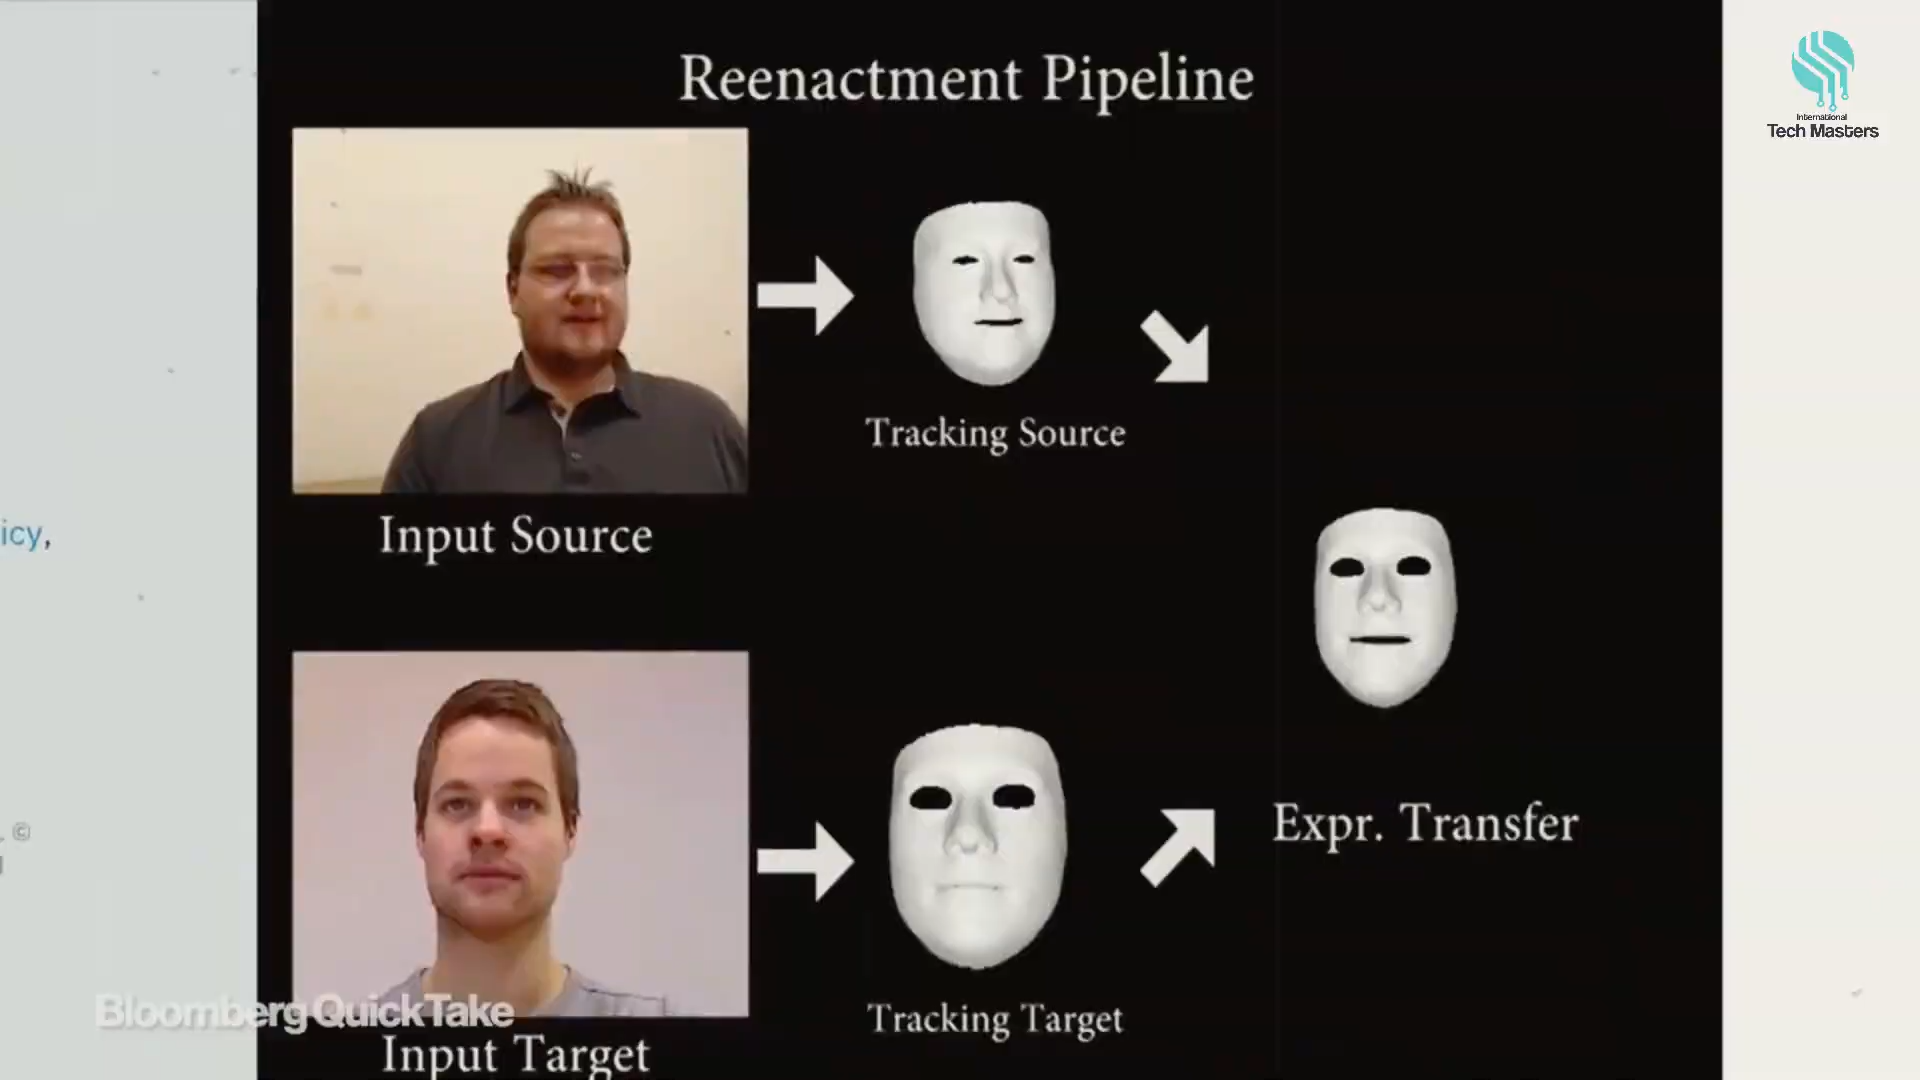 Reenactment Pipeline
International
Tech Masters
Tracking Source
Input Source
icy,
Expr. Transfer
©
Tracking Target
Bloomberg QuickTake
Input Target